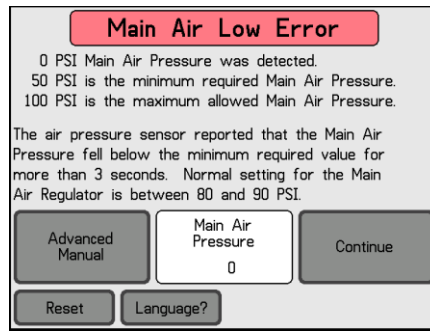 Main Air Low Error
0 PSI Main Air Pressure was detected.
50 PSI is the minimum required Main Air Pressure.
100 PSI is the maximum allowed Main Air Pressure.
The air pressure sensor reported that the Main Air
Pressure fell below the minimum required value for
more than 3 seconds. Normal setting for the Main
Air Regulator is between 80 and 90 PSI.
Advanced
Manual
Main Air
Pressure
0
Continue
Reset
Language?